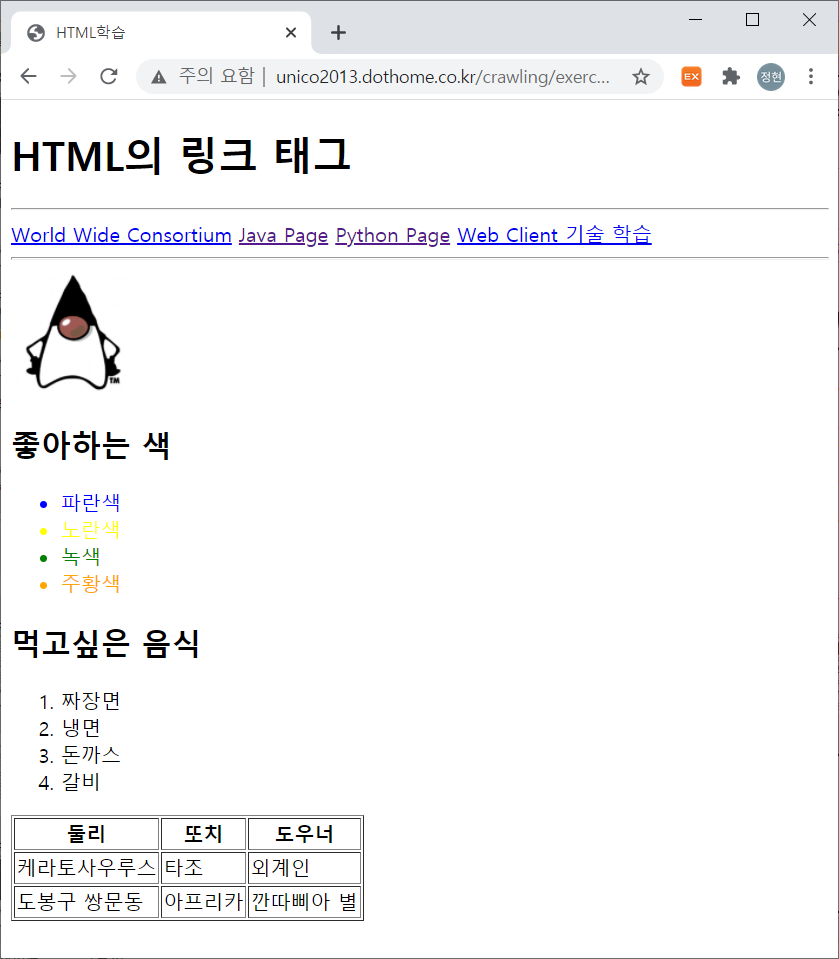 HTML학습
주의 요함 | unico2013.dothome.co.kr/crawling/exerc...
EX
정현
HTML의 링크 태그
World Wide Consortium Java Page Python Page Web Client 기술 학습
TM
좋아하는 색
• 파란색
• 노란색
• 녹색
• 주황색
먹고싶은 음식
1. 짜장면
2. 냉면
3. 돈까스
4. 갈비
둘리 또치 도우너
케라토사우루스 타조 외계인
도봉구 쌍문동 아프리카 깐따삐아 별